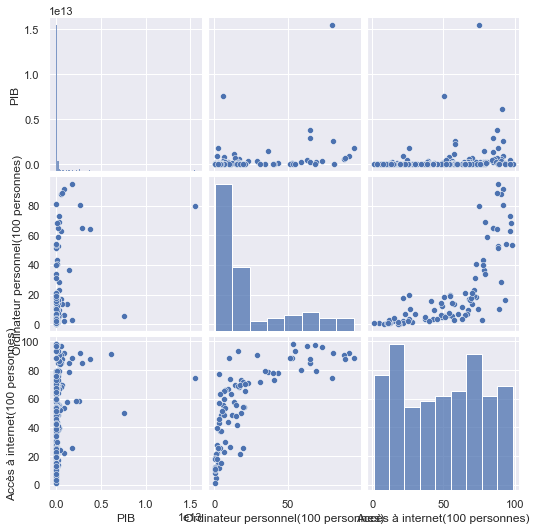 1e13
1.5
1.0
0.5
0.0
PIB
80
60
40
20
0
Ordinateur personnel(100 personnes)
100
80
60
40
20
0
Accès à internet(100 personnes)
0.0 0.5 1.0 1.5
1e13
PIB
0 50
Ordinateur personnel(100 personnes)
0 25 50 75 100
Accès à internet(100 personnes)